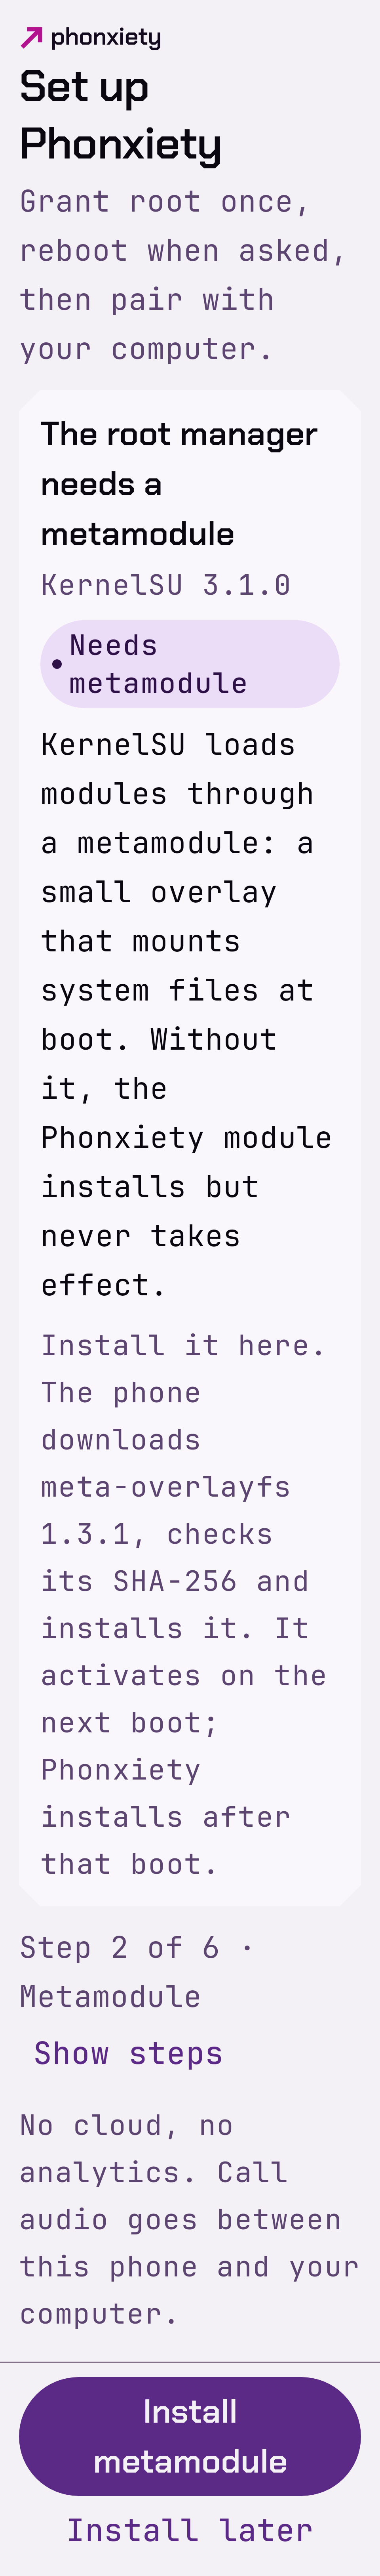 phonxiety
Set up
Phonxiety
Grant root once,
reboot when asked,
then pair with
your computer.
The root manager
needs a
metamodule
KernelSU 3.1.0
Needs
metamodule
KernelSU loads
modules through
a metamodule: a
small overlay
that mounts
system files at
boot. Without
it, the
Phonxiety module
installs but
never takes
effect.
Install it here.
The phone
downloads
meta-overlayfs
1.3.1, checks
its SHA-256 and
installs it. It
activates on the
next boot;
Phonxiety
installs after
that boot.
Step 2 of 6 ·
Metamodule
Show steps
No cloud, no
analytics. Call
audio goes between
this phone and your
computer.
Install
metamodule
Install later